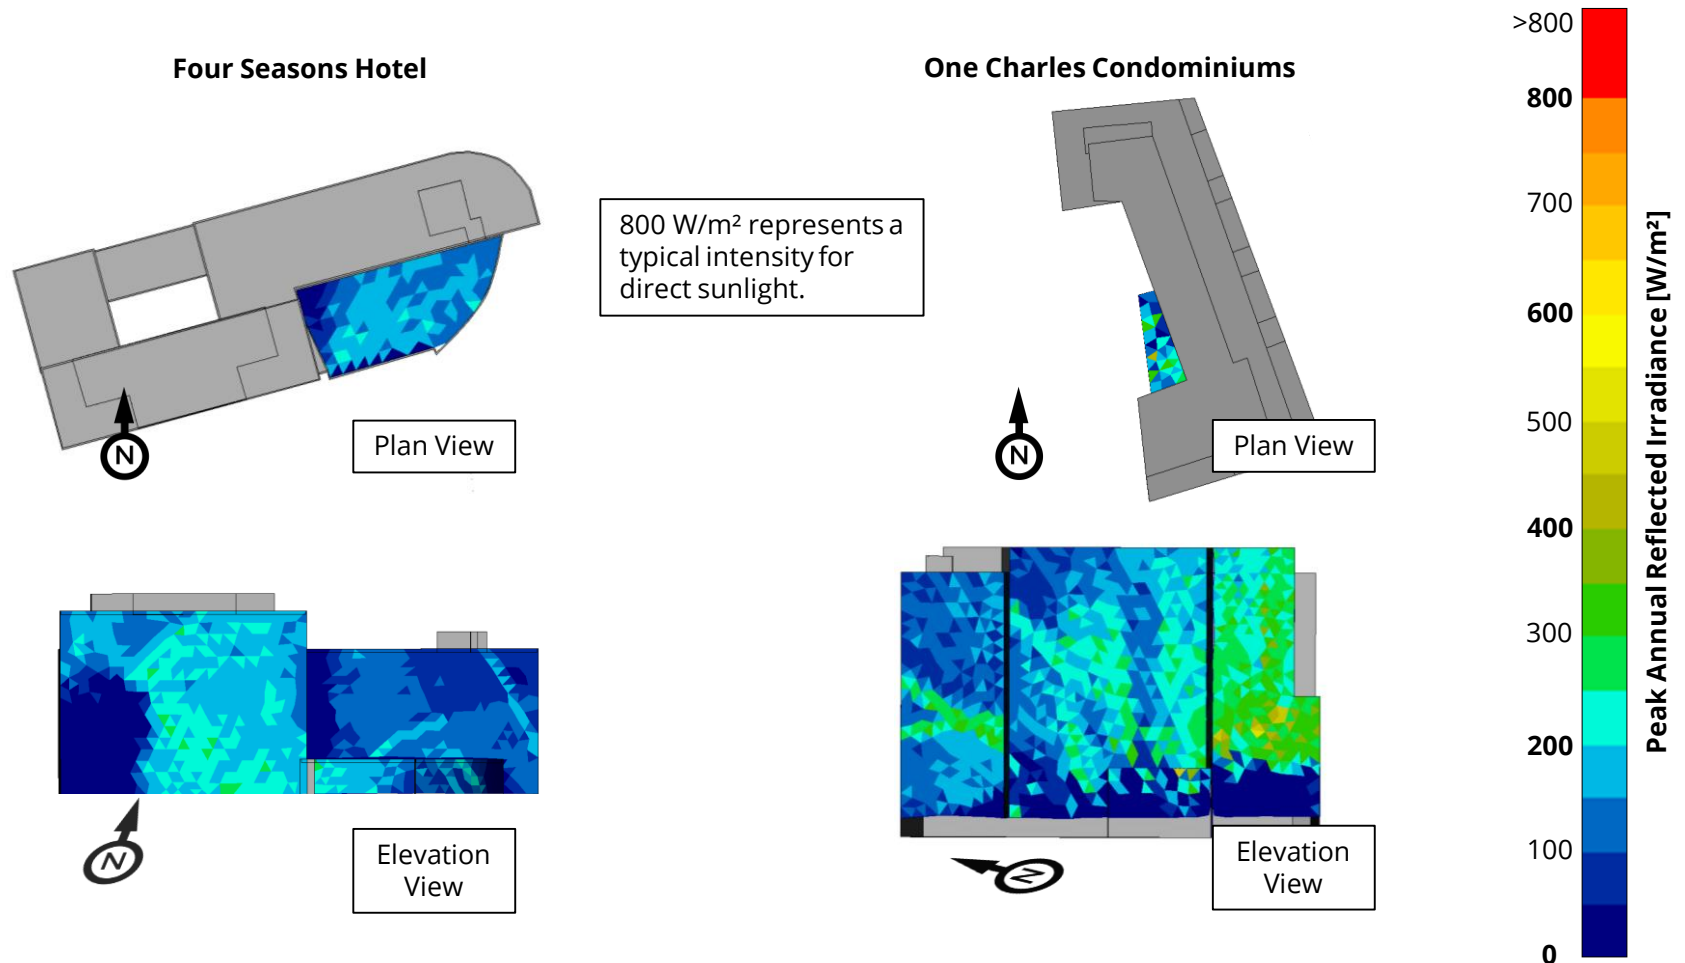 Four Seasons Hotel
One Charles Condominiums
800 W/m² represents a
typical intensity for
direct sunlight.
N
Plan View
N
Plan View
N
Elevation
View
N
Elevation
View
>800
800
700
600
500
400
300
200
100
0
Peak Annual Reflected Irradiance [W/m²]